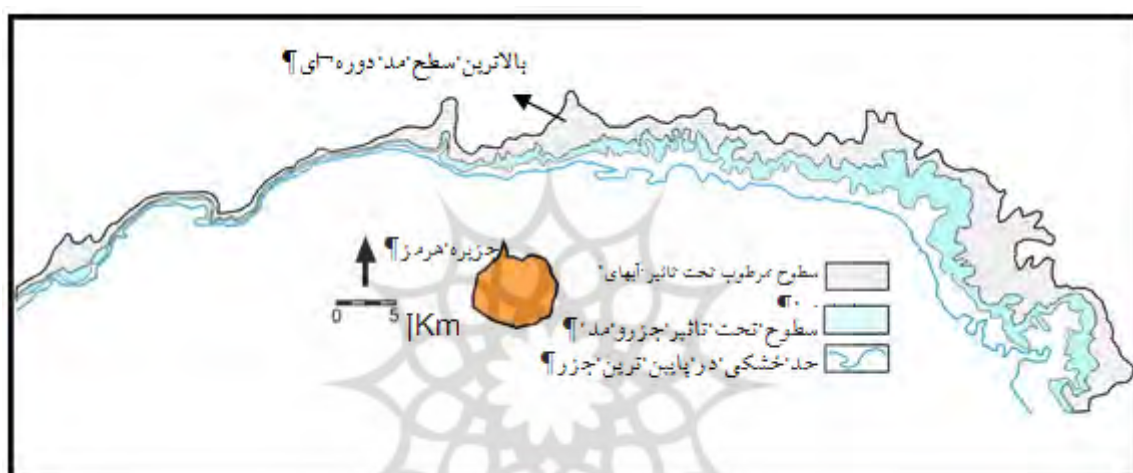 بالاترین سطح مد دوره¬ای¶
جزیره هرمز¶
0 5
Km
سطوح مرطوب تحت تاثیر آبهای
سطوح تحت تاثیر جزرو مد ¶
حد خشکی در پایین ترین جزر¶